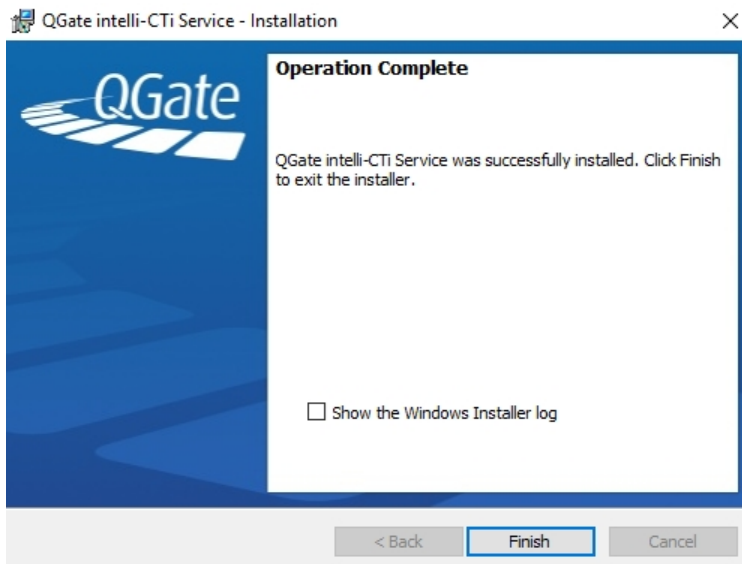 QGate intelli-CTi Service - Installation
QGate
Operation Complete
QGate intelli-CTi Service was successfully installed. Click Finish
to exit the installer.
Show the Windows Installer log
< Back
Finish
Cancel